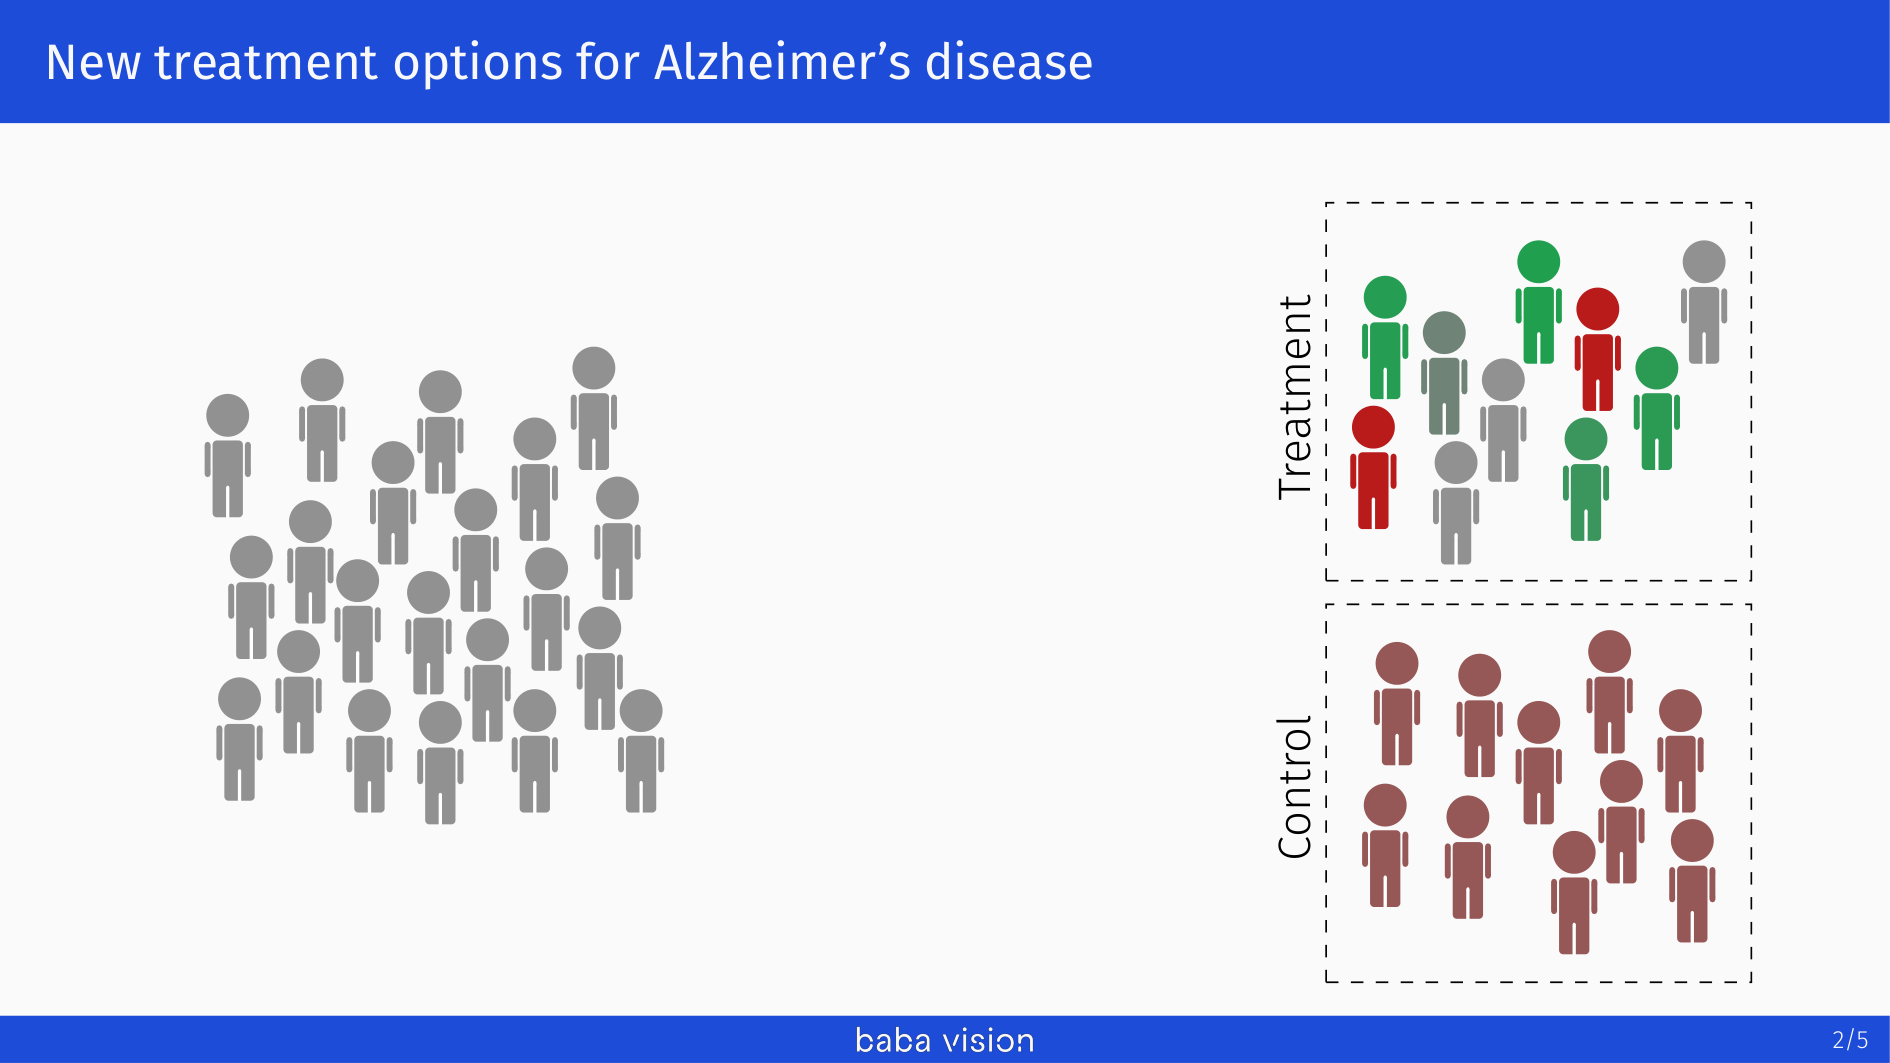 New treatment options for Alzheimer’s disease
Treatment
Control
baba vision
2/5